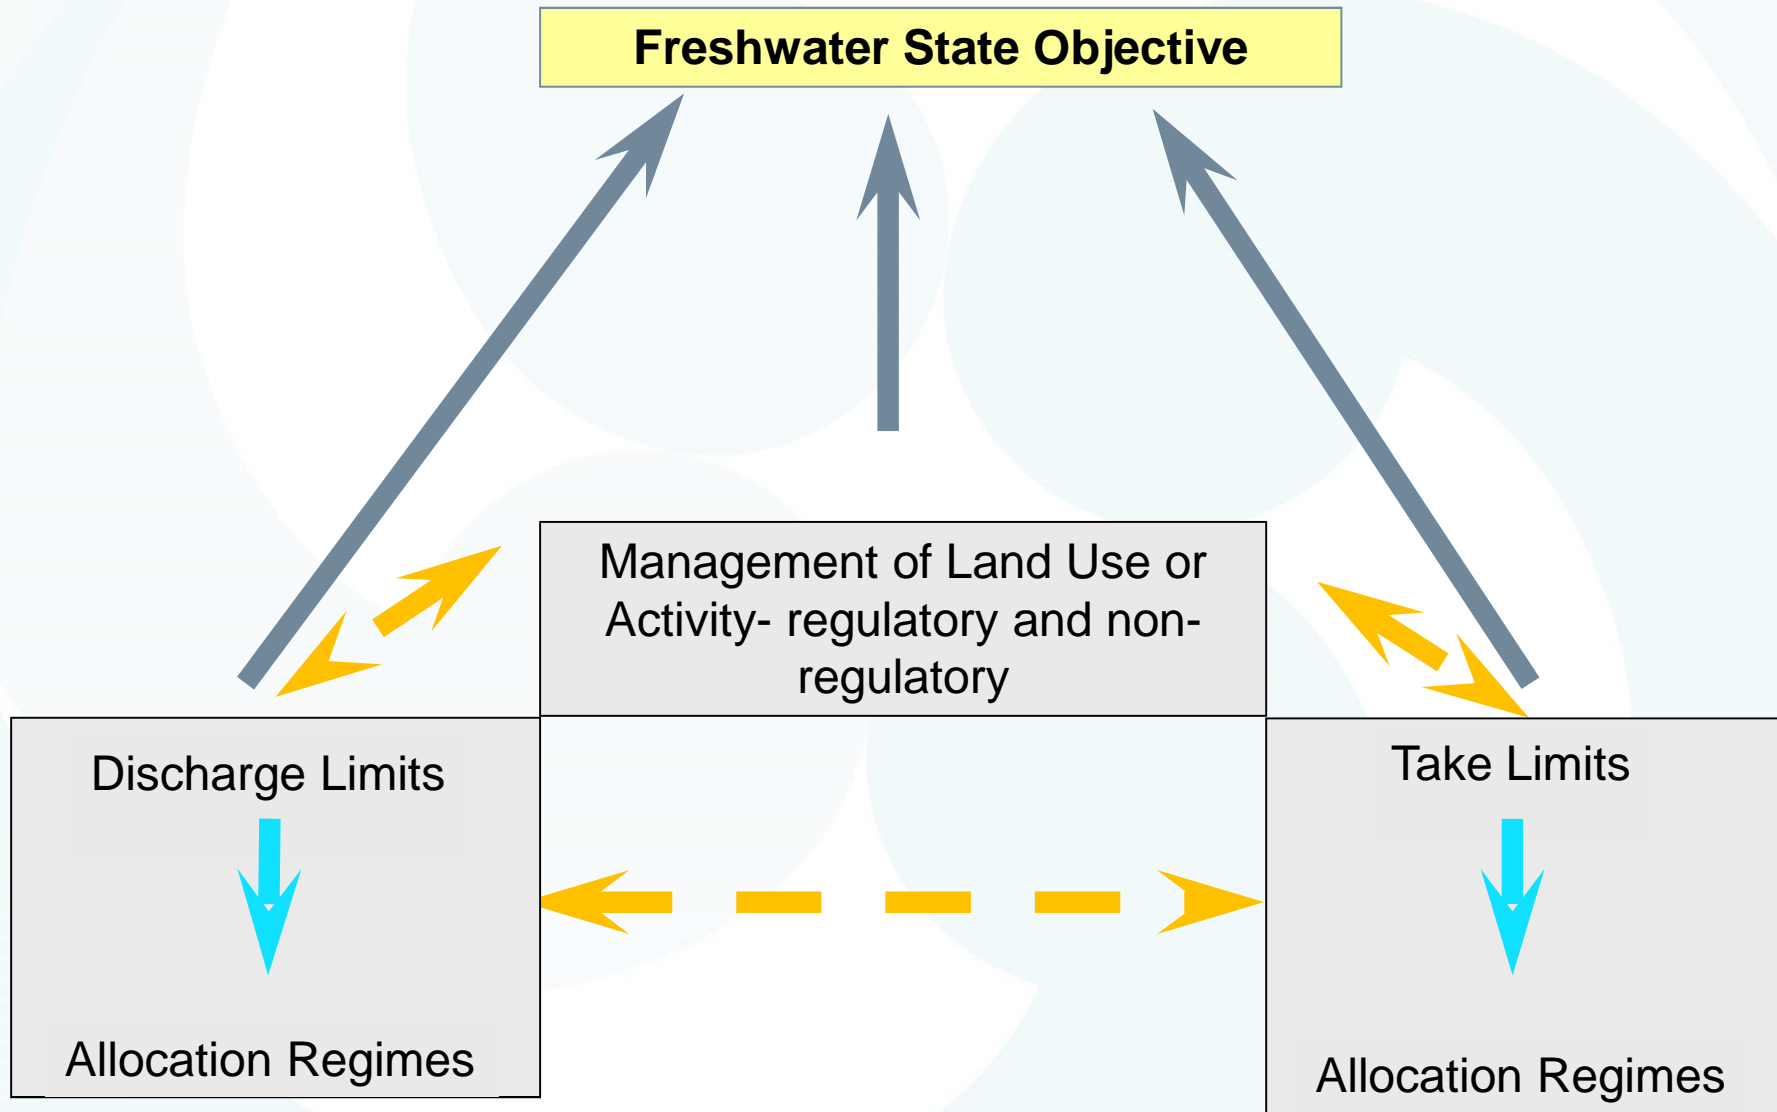 Freshwater State Objective
Management of Land Use or
Activity- regulatory and non-
regulatory
Discharge Limits
Allocation Regimes
Take Limits
Allocation Regimes